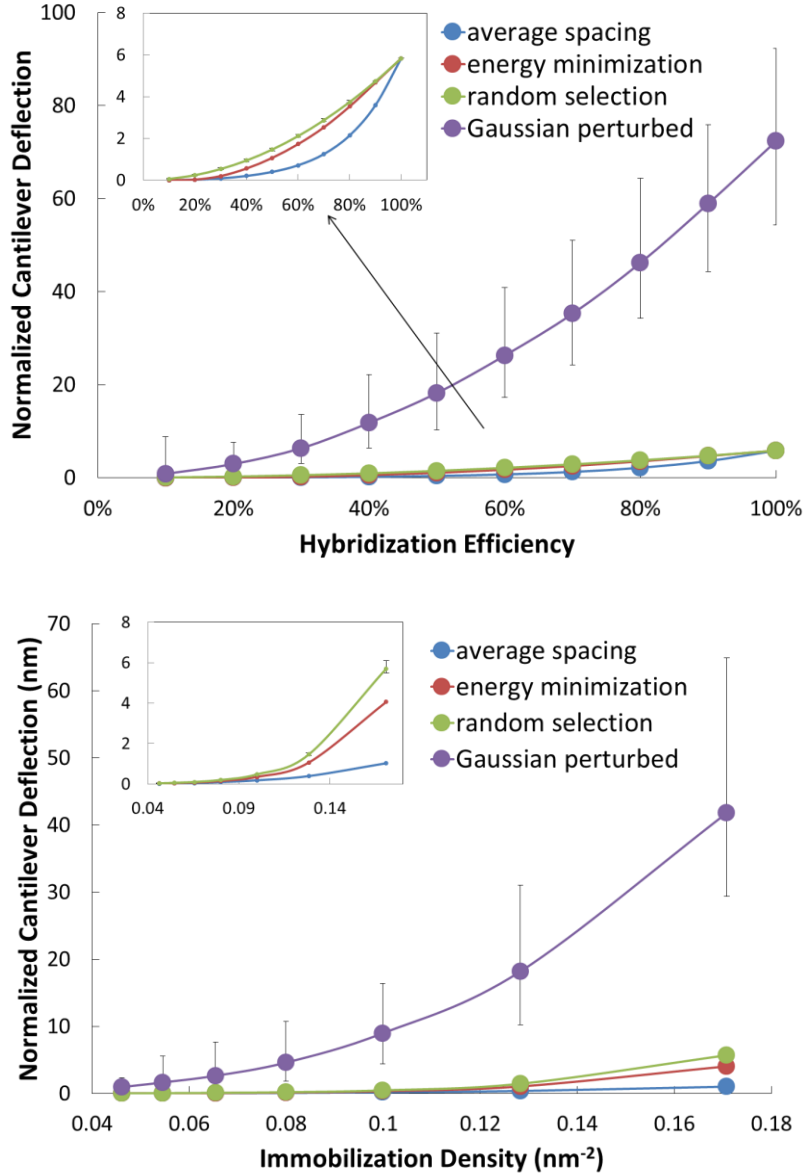 100
80
60
40
20
0
Normalized Cantilever Deflection
8
6
4
2
0
0% 20% 40% 60% 80% 100%
average spacing
energy minimization
random selection
Gaussian perturbed
0% 20% 40% 60% 80% 100%
Hybridization Efficiency
70
60
50
40
30
20
10
0
Normalized Cantilever Deflection (nm)
8
6
4
2
0
0.04 0.09 0.14
average spacing
energy minimization
random selection
Gaussian perturbed
0.04 0.06 0.08 0.1 0.12 0.14 0.16 0.18
Immobilization Density (nm⁻²)